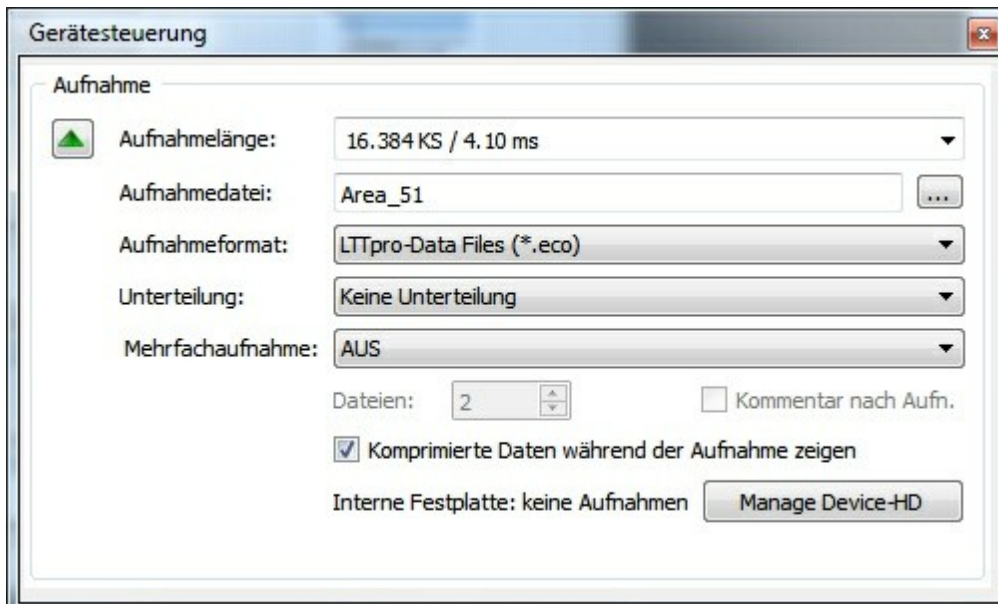 Gerätesteuerung
Aufnahme
Aufnahmelänge: 16.384 KS / 4.10 ms
Aufnahmedatei: Area_51 ...
Aufnahmeformat: LTTpro-Data Files (*.eco)
Unterteilung: Keine Unterteilung
Mehrfachaufnahme: AUS
Dateien: 2 Kommentar nach Aufn.
Komprimierte Daten während der Aufnahme zeigen
Interne Festplatte: keine Aufnahmen Manage Device-HD